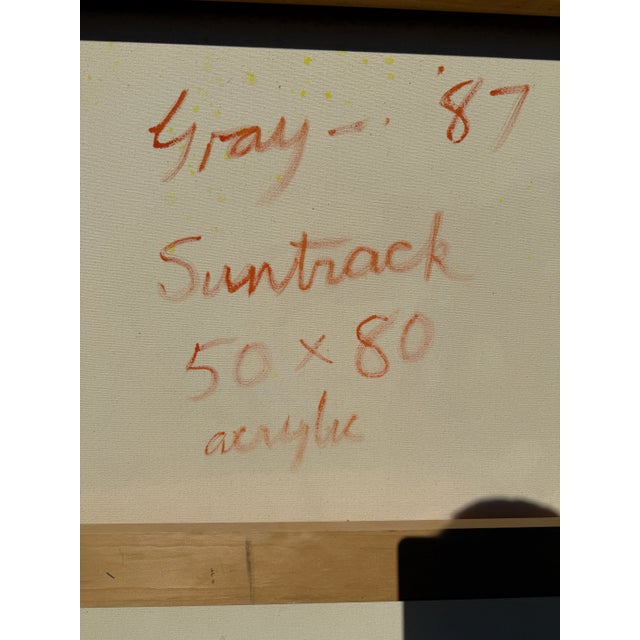 Gray — '87
Suntrack
50 x 80
acrylic